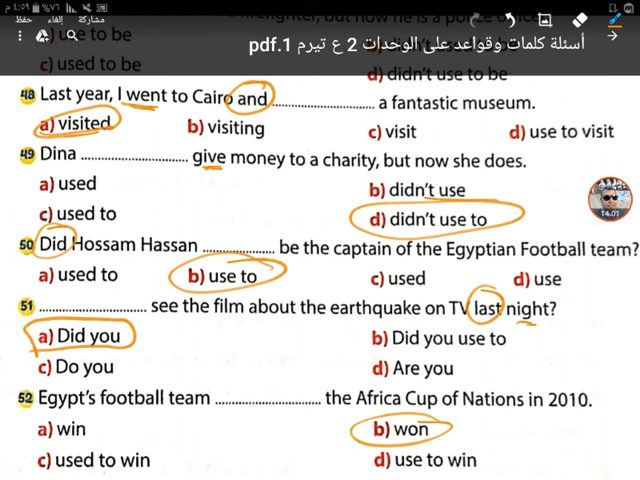 ٤:٥٩ م ٧٦%
مشاركة إلغاء حفظ
أسئلة كلمات وقواعد على الوحدات 2 ع تيرم 1.pdf
use to be
c) used to be
d) didn't use to be
48 Last year, I went to Cairo and .......................... a fantastic museum.
a) visited b) visiting c) visit d) use to visit
49 Dina .......................... give money to a charity, but now she does.
a) used b) didn't use
c) used to d) didn't use to
50 Did Hossam Hassan .................. be the captain of the Egyptian Football team?
a) used to b) use to c) used d) use
51 .......................... see the film about the earthquake on TV last night?
a) Did you b) Did you use to
c) Do you d) Are you
52 Egypt's football team .......................... the Africa Cup of Nations in 2010.
a) win b) won
c) used to win d) use to win
14:01